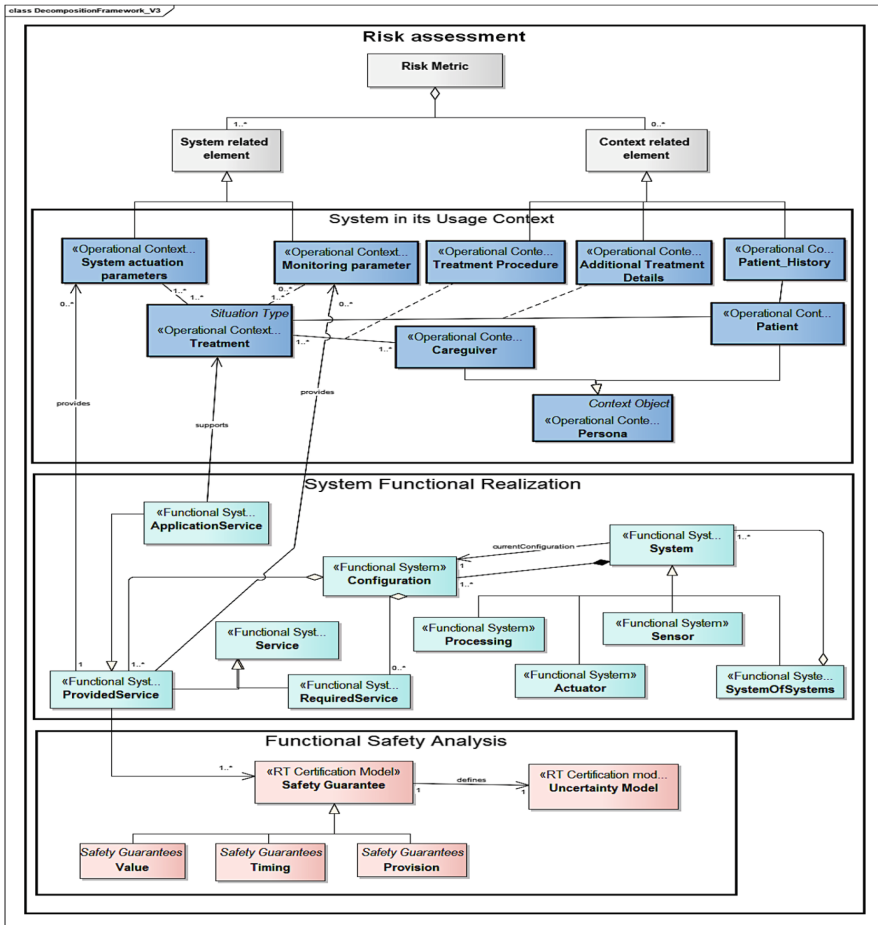 class DecompositionFramework_V3
Risk assessment
Risk Metric
1..*
0..*
System related
element
Context related
element
System in its Usage Context
«Operational Context...
System actuation
parameters
«Operational Context...
Monitoring parameter
«Operational Conte...
Treatment Procedure
«Operational Conte...
Additional Treatment
Details
«Operational Co...
Patient_History
0..*
1..*
1..*
0..*
1..*
0..*
Situation Type
«Operational Context...
Treatment
1..*
1..*
«Operational Conte...
Careguiver
«Operational Cont...
Patient
Context Object
«Operational Conte...
Persona
provides
supports
provides
System Functional Realization
«Functional Syst...
ApplicationService
«Functional Syst...
System
1..*
currentConfiguration
«Functional System»
Configuration
1
1..*
«Functional System»
Processing
«Functional System»
Sensor
«Functional Syst...
Service
0..*
1
1..*
«Functional Syst...
ProvidedService
«Functional Syst...
RequiredService
«Functional System»
Actuator
«Functional Syste...
SystemOfSystems
Functional Safety Analysis
1..*
«RT Certification Model»
Safety Guarantee
1
defines
1
«RT Certification mod...
Uncertainty Model
Safety Guarantees
Value
Safety Guarantees
Timing
Safety Guarantees
Provision